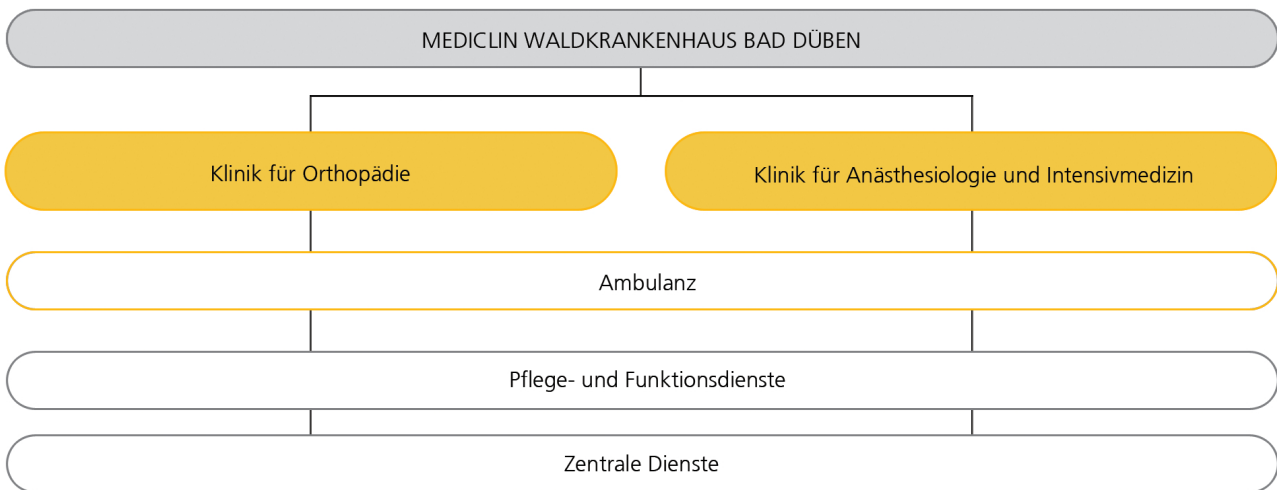 MEDICLIN WALDKRANKENHAUS BAD DÜBEN
Klinik für Orthopädie
Klinik für Anästhesiologie und Intensivmedizin
Ambulanz
Pflege- und Funktionsdienste
Zentrale Dienste